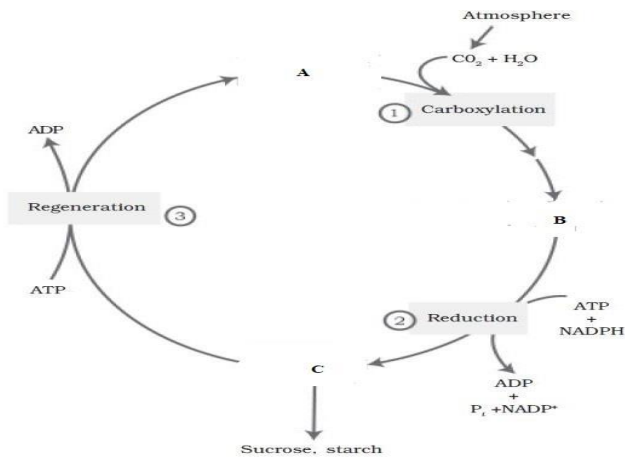 Atmosphere
CO₂ + H₂O
A
① Carboxylation
ADP
Regeneration ③
B
ATP
② Reduction
ATP
+
NADPH
C
ADP
+
Pᵢ +NADP⁺
Sucrose, starch